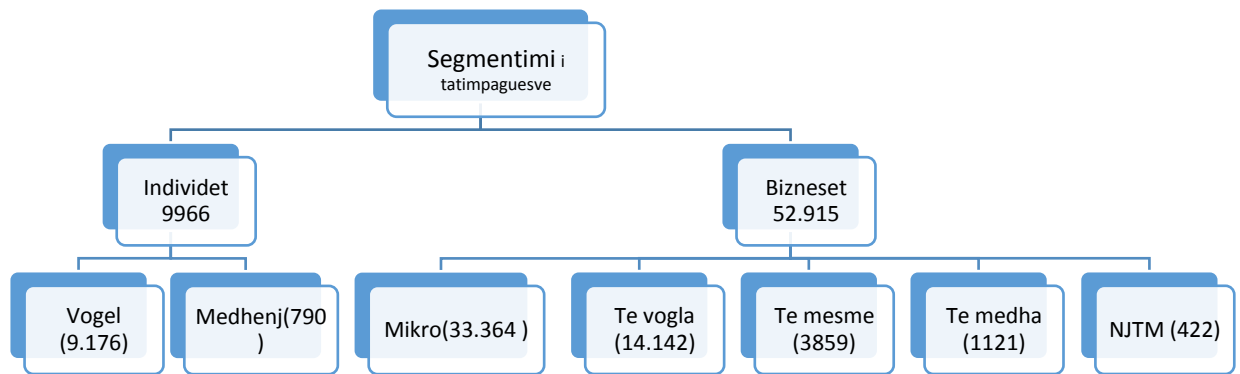 Segmentimi i
tatimpaguesve
Individet
9966
Bizneset
52.915
Vogel
(9.176)
Medhenj(790
)
Mikro(33.364 )
Te vogla
(14.142)
Te mesme
(3859)
Te medha
(1121)
NJTM (422)